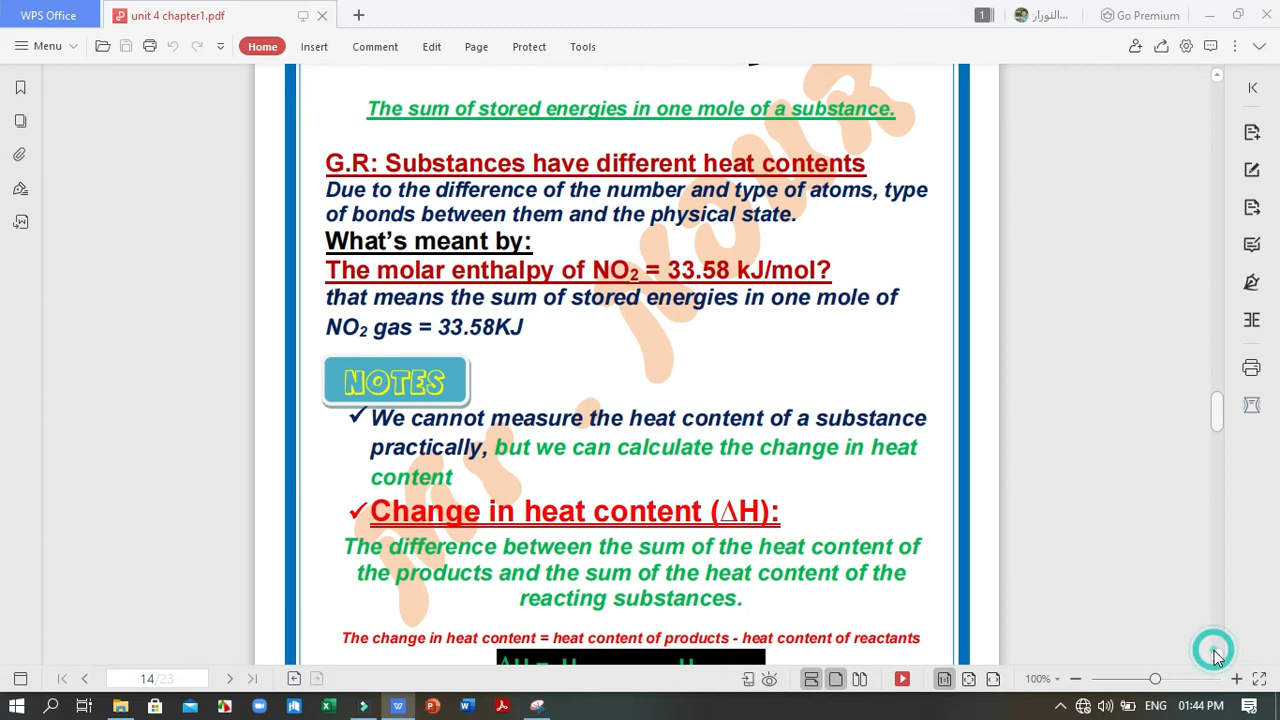 WPS Office
unit 4 chapter1.pdf
1
النوران...
Go Premium
Menu
Home
Insert
Comment
Edit
Page
Protect
Tools
The sum of stored energies in one mole of a substance.
G.R: Substances have different heat contents
Due to the difference of the number and type of atoms, type
of bonds between them and the physical state.
What's meant by:
The molar enthalpy of NO₂ = 33.58 kJ/mol?
that means the sum of stored energies in one mole of
NO₂ gas = 33.58KJ
NOTES
We cannot measure the heat content of a substance
practically, but we can calculate the change in heat
content
Change in heat content (∆H):
The difference between the sum of the heat content of
the products and the sum of the heat content of the
reacting substances.
The change in heat content = heat content of products - heat content of reactants
Mr. Nour
14/23
100%
ENG
01:44 PM